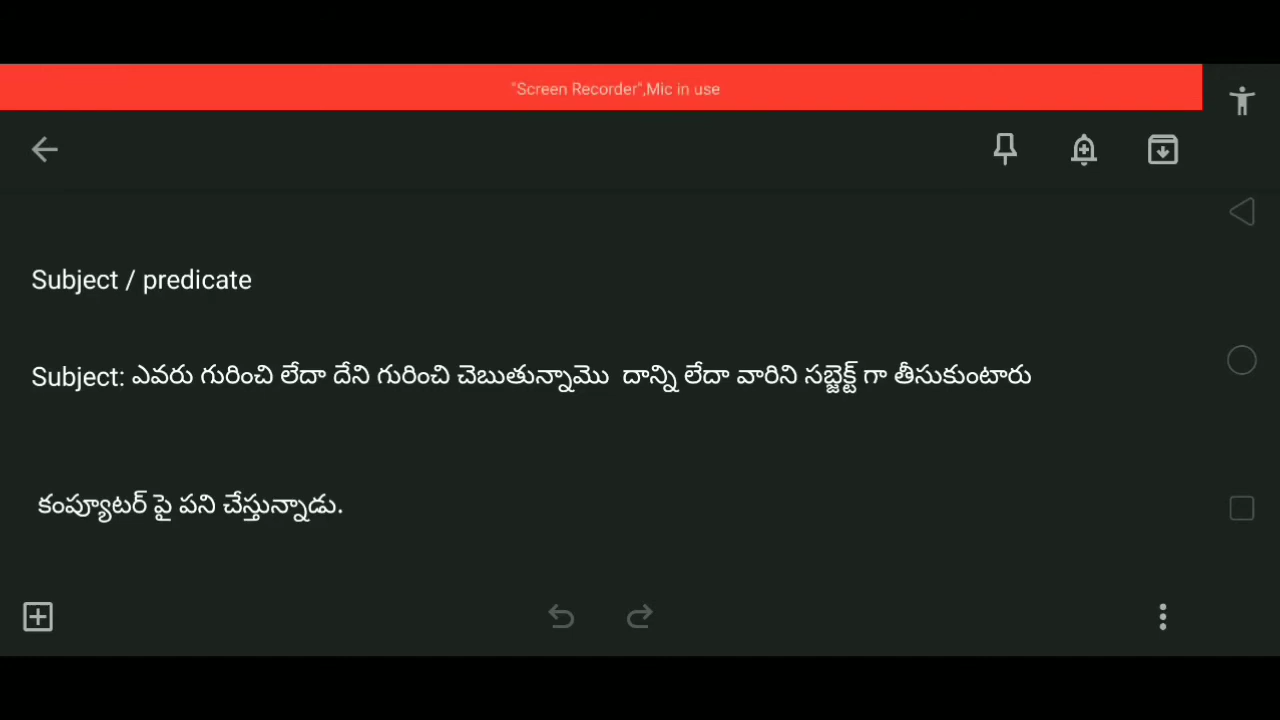 "Screen Recorder",Mic in use
Subject / predicate
Subject: ఎవరు గురించి లేదా దేని గురించి చెబుతున్నామొ దాన్ని లేదా వారిని సబ్జెక్ట్ గా తీసుకుంటారు
కంప్యూటర్ పై పని చేస్తున్నాడు.